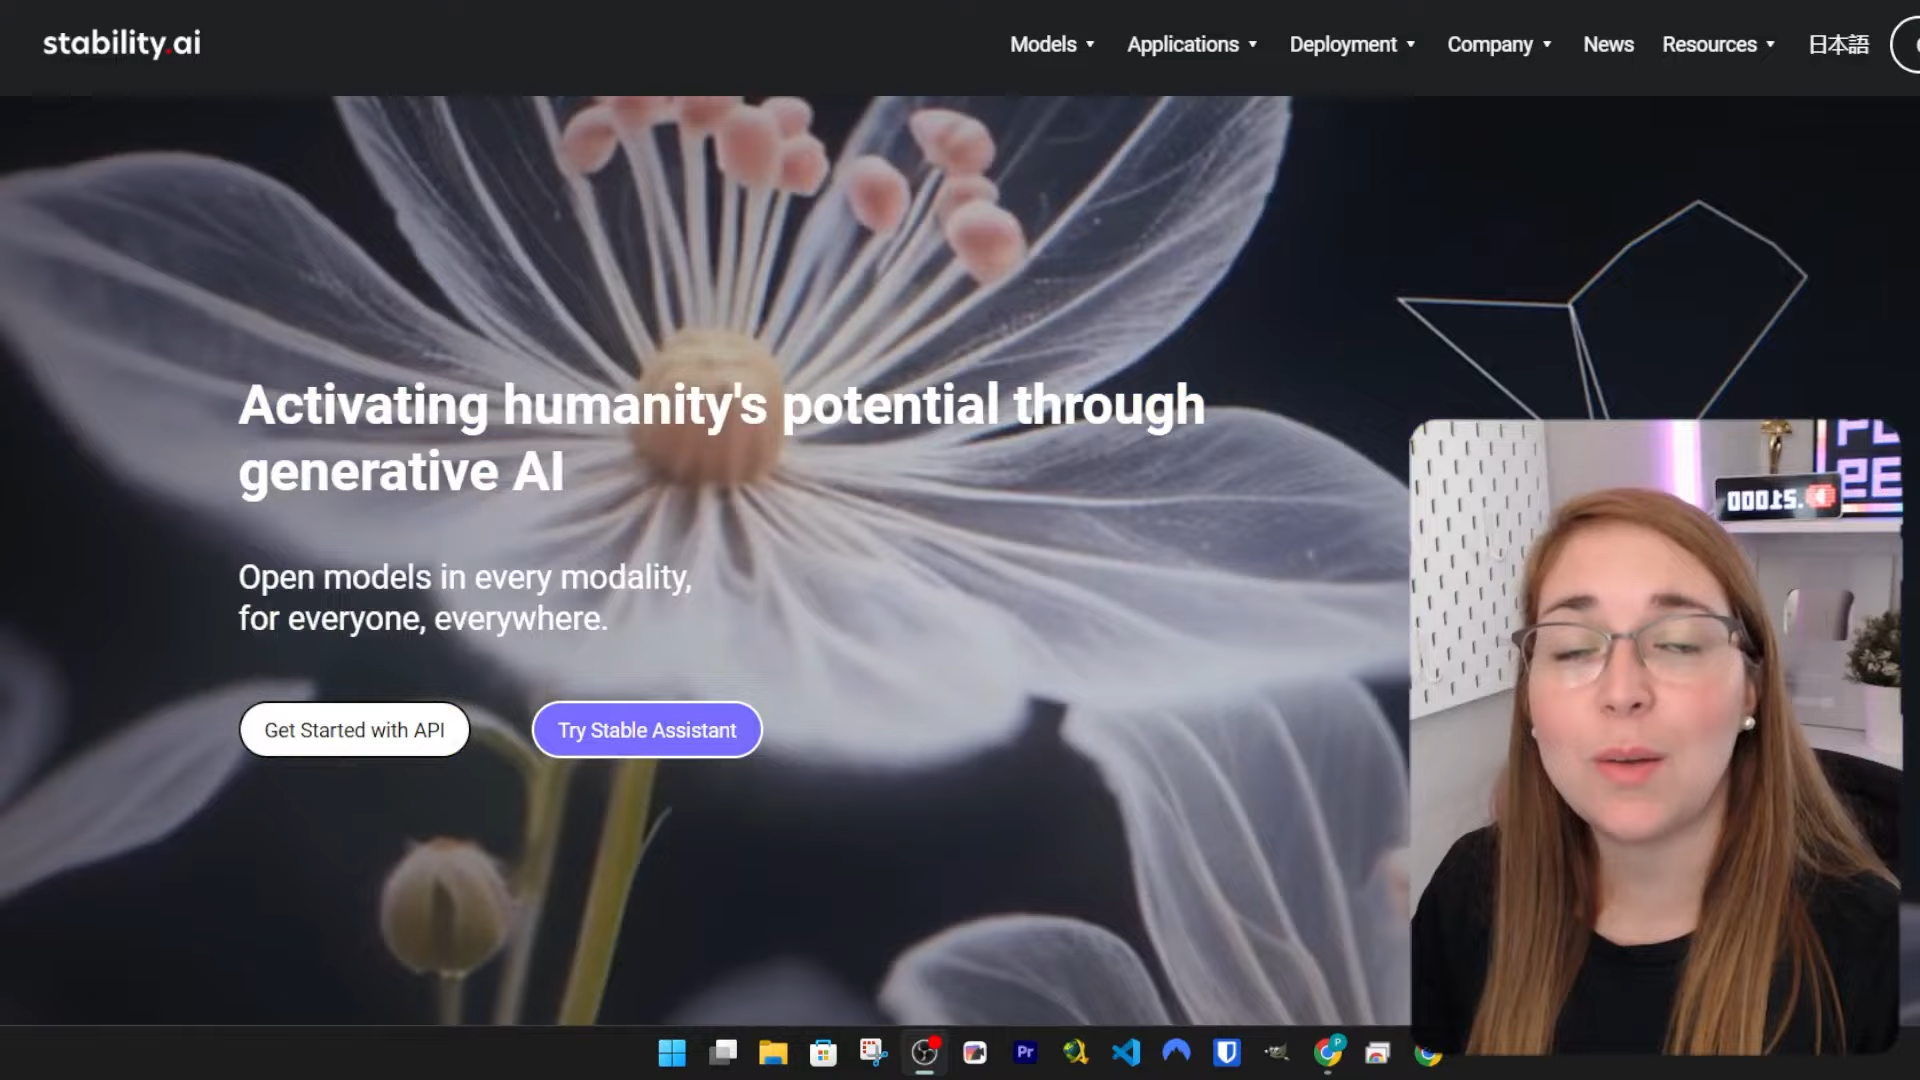 stability.ai
Models
Applications
Deployment
Company
News
Resources
日本語
Activating humanity's potential through
generative AI
Open models in every modality,
for everyone, everywhere.
Get Started with API
Try Stable Assistant
Pr
P